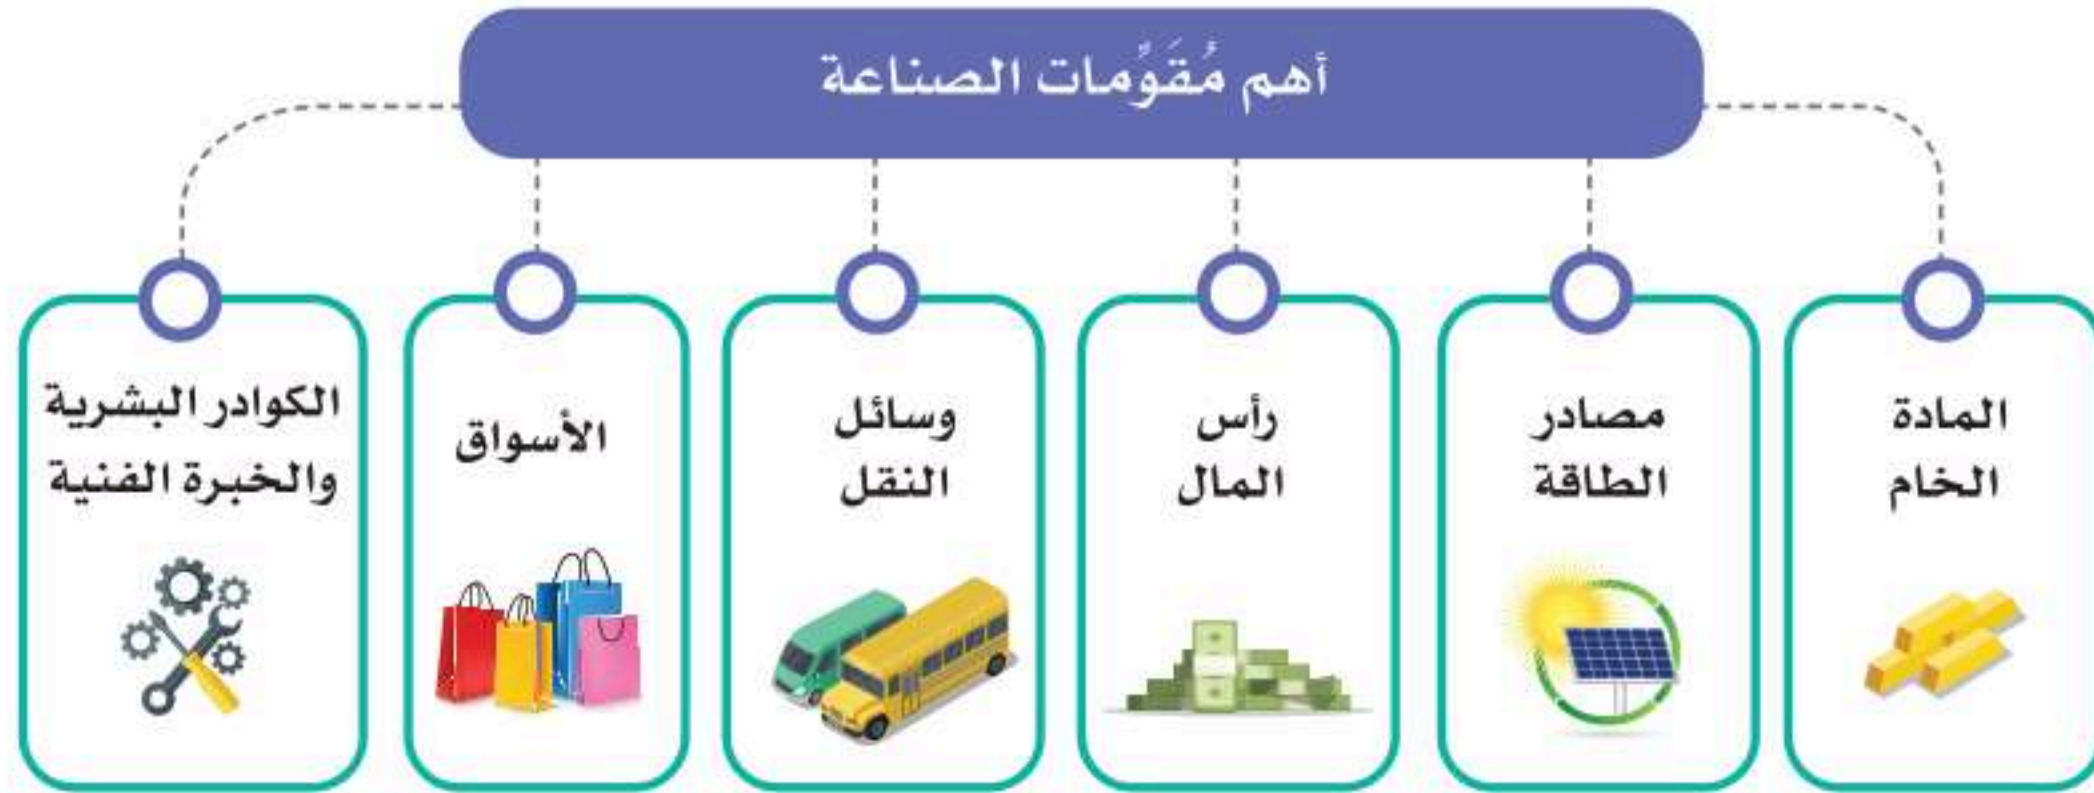 أهم مُقَوِّمات الصناعة
المادة
الخام
مصادر
الطاقة
رأس
المال
وسائل
النقل
الأسواق
الكوادر البشرية
والخبرة الفنية